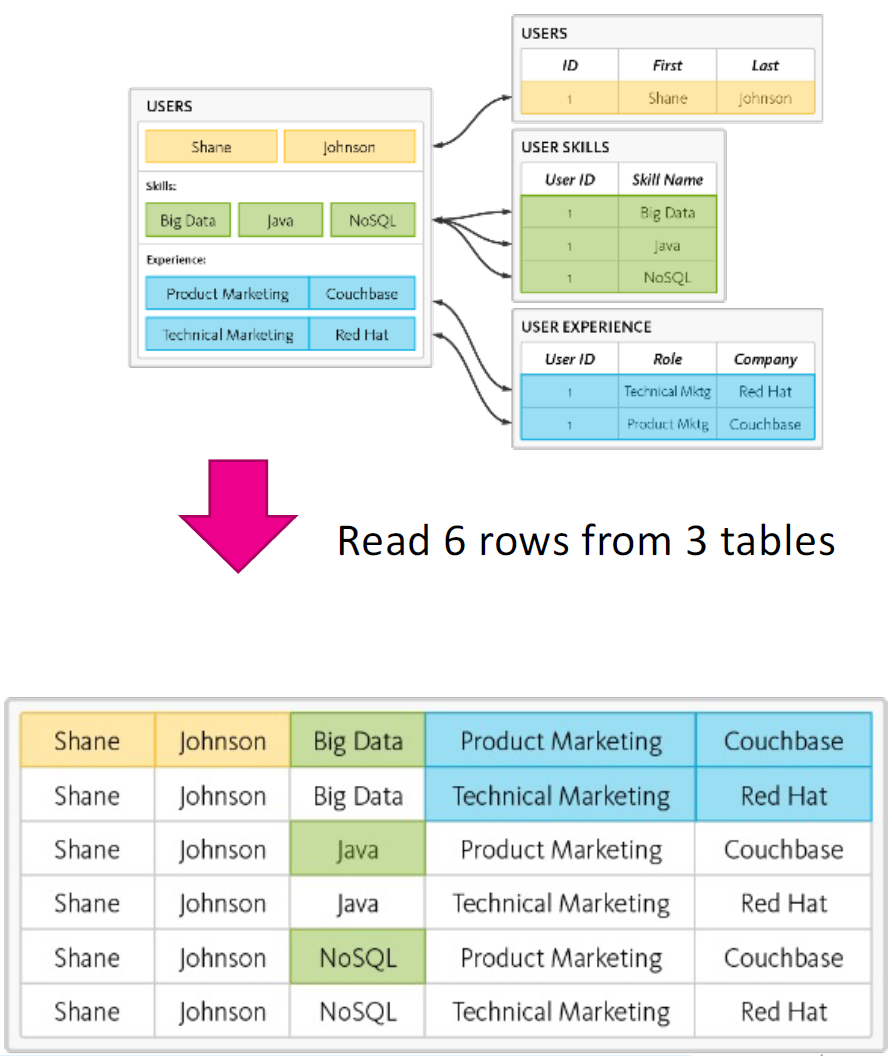 USERS
Shane Johnson
Skills:
Big Data Java NoSQL
Experience:
Product Marketing Couchbase
Technical Marketing Red Hat
USERS
ID First Last
1 Shane Johnson
USER SKILLS
User ID Skill Name
1 Big Data
1 Java
1 NoSQL
USER EXPERIENCE
User ID Role Company
1 Technical Mktg Red Hat
1 Product Mktg Couchbase
Read 6 rows from 3 tables
Shane Johnson Big Data Product Marketing Couchbase
Shane Johnson Big Data Technical Marketing Red Hat
Shane Johnson Java Product Marketing Couchbase
Shane Johnson Java Technical Marketing Red Hat
Shane Johnson NoSQL Product Marketing Couchbase
Shane Johnson NoSQL Technical Marketing Red Hat